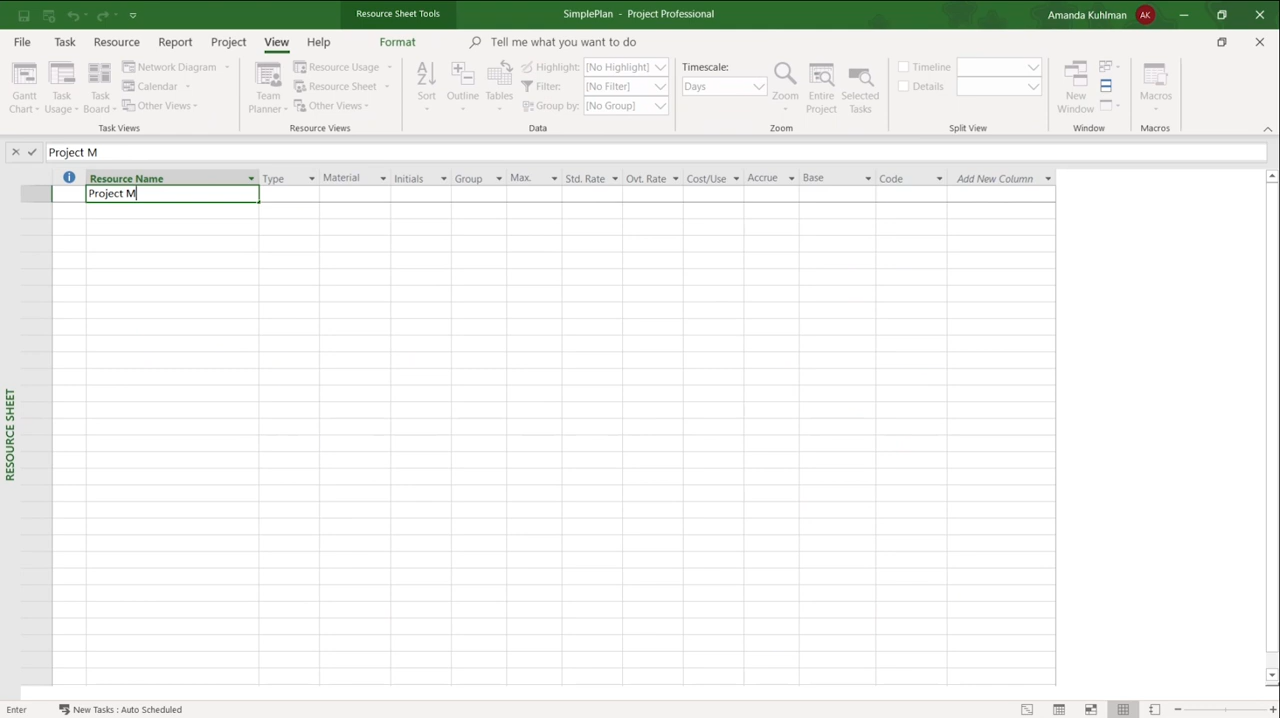 Resource Sheet Tools SimplePlan - Project Professional Amanda Kuhlman AK
File Task Resource Report Project View Help Format Tell me what you want to do
Gantt Chart Task Usage Task Board Network Diagram Calendar Other Views
Team Planner Resource Usage Resource Sheet Other Views
Sort Outline Tables Highlight: [No Highlight] Filter: [No Filter] Group by: [No Group]
Timescale: Days Zoom Entire Project Selected Tasks
Timeline Details
New Window Macros
Task Views Resource Views Data Zoom Split View Window Macros
Project M
Resource Name Type Material Initials Group Max. Std. Rate Ovt. Rate Cost/Use Accrue Base Code Add New Column
Project M
RESOURCE SHEET
Enter New Tasks : Auto Scheduled